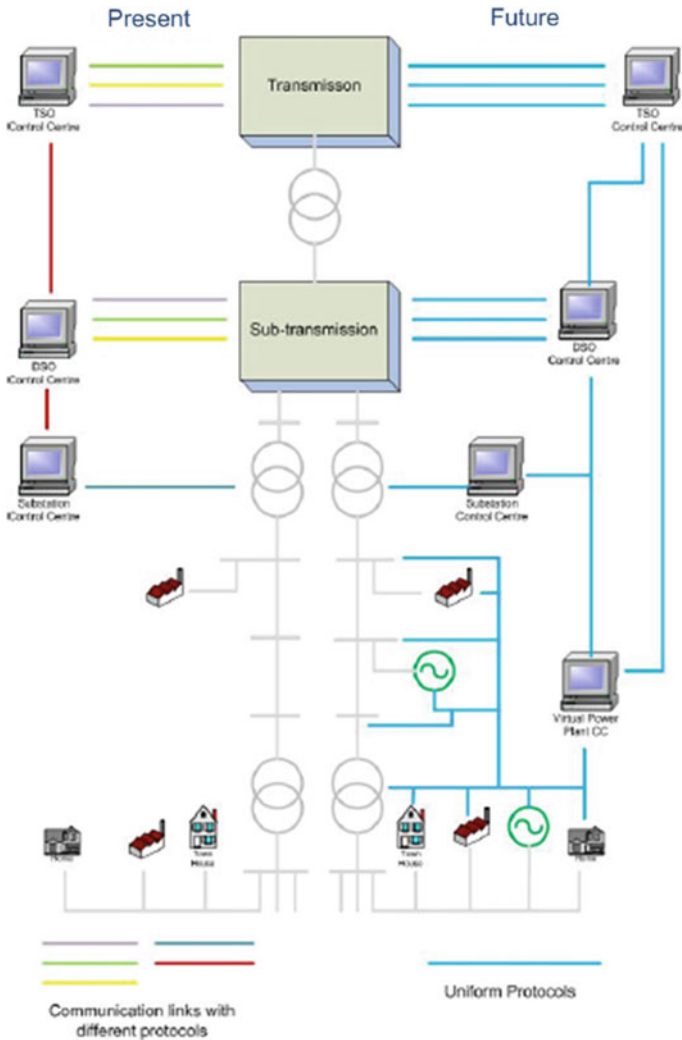 Present
Future
Transmisson
TSO
Control Centre
TSO
Control Centre
Sub-transmission
DSO
Control Centre
DSO
Control Centre
Substation
Control Centre
Substation
Control Centre
Virtual Power
Plant CC
Home
Town
House
Town
House
Home
Communication links with
different protocols
Uniform Protocols